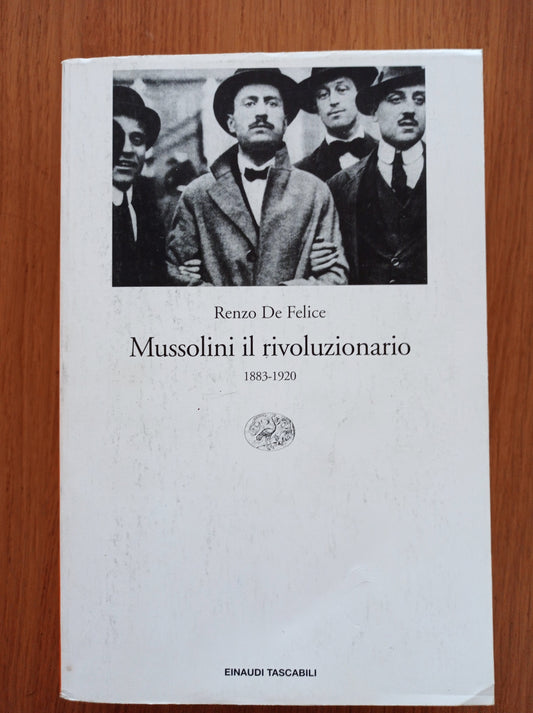 Renzo De Felice
Mussolini il rivoluzionario
1883-1920
EINAUDI TASCABILI